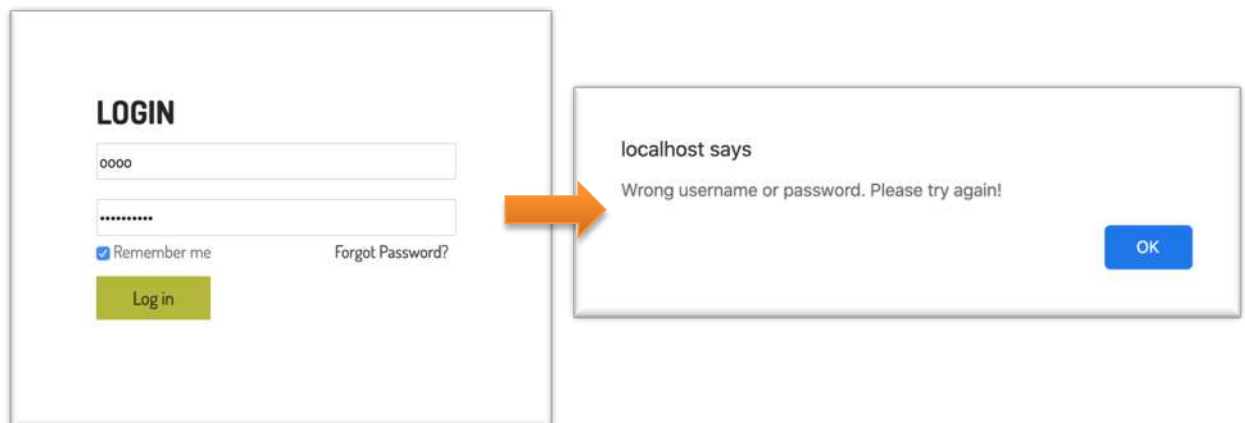 LOGIN
oooo
••••••••••
Remember me
Forgot Password?
Log in
localhost says
Wrong username or password. Please try again!
OK